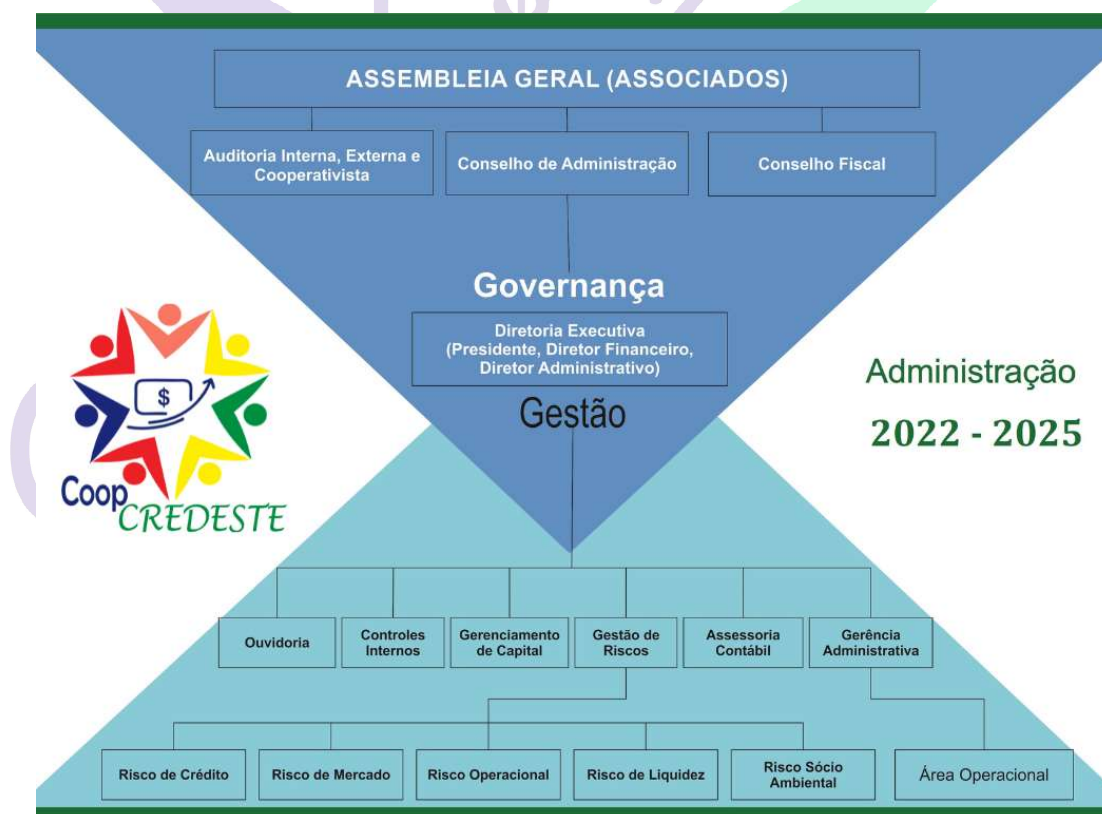 ASSEMBLEIA GERAL (ASSOCIADOS)
Auditoria Interna, Externa e
Cooperativista
Conselho de Administração
Conselho Fiscal
Governança
Diretoria Executiva
(Presidente, Diretor Financeiro,
Diretor Administrativo)
Gestão
$
Coop
CREDESTE
Administração
2022 - 2025
Ouvidoria
Controles
Internos
Gerenciamento
de Capital
Gestão de
Riscos
Assessoria
Contábil
Gerência
Administrativa
Risco de Crédito
Risco de Mercado
Risco Operacional
Risco de Liquidez
Risco Sócio
Ambiental
Área Operacional